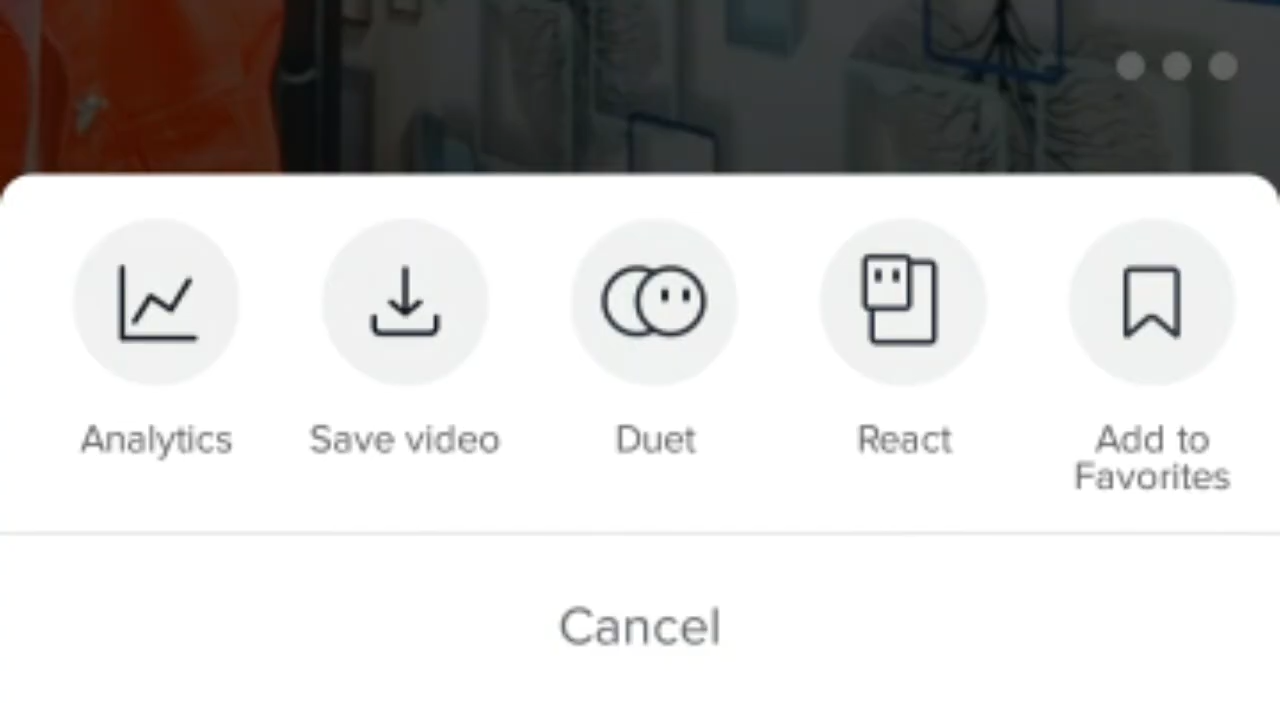 Analytics
Save video
Duet
React
Add to
Favorites
Cancel